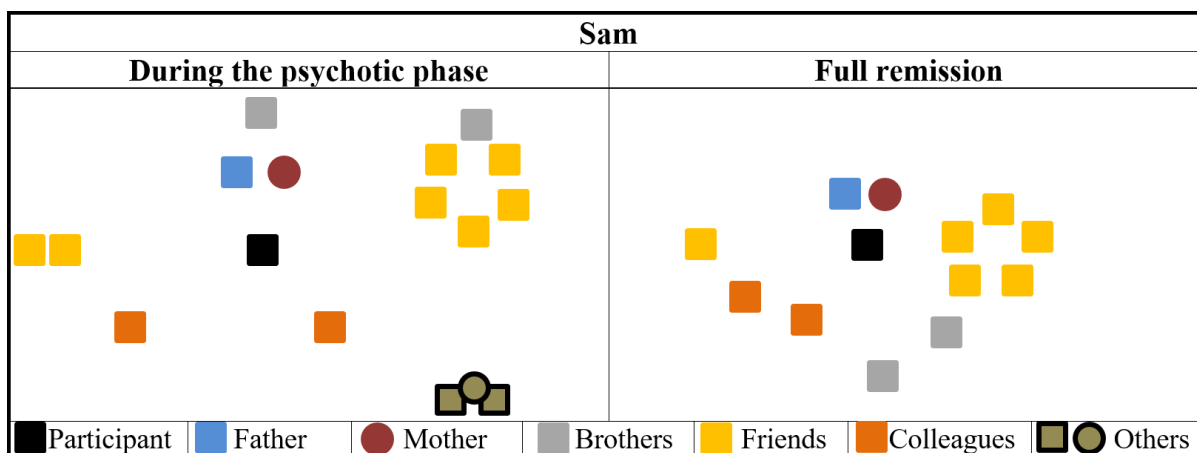 Sam
During the psychotic phase Full remission
Participant Father Mother Brothers Friends Colleagues Others